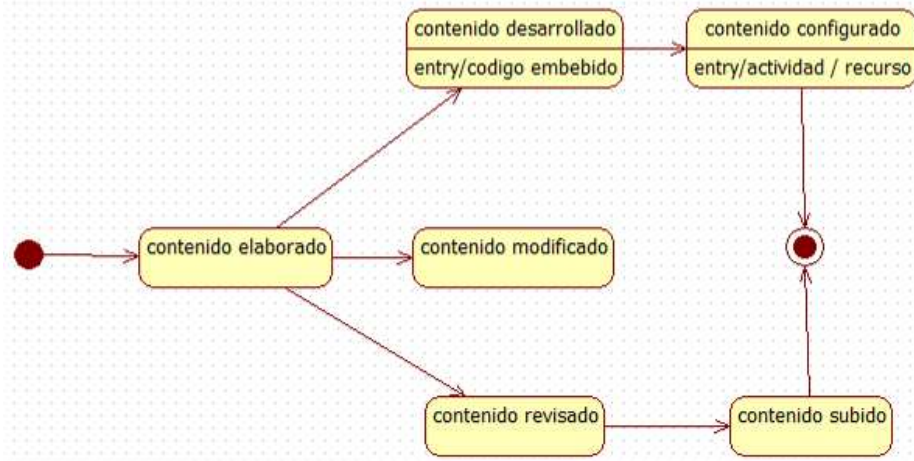 contenido desarrollado
entry/codigo embebido
contenido configurado
entry/actividad / recurso
contenido elaborado
contenido modificado
contenido revisado
contenido subido